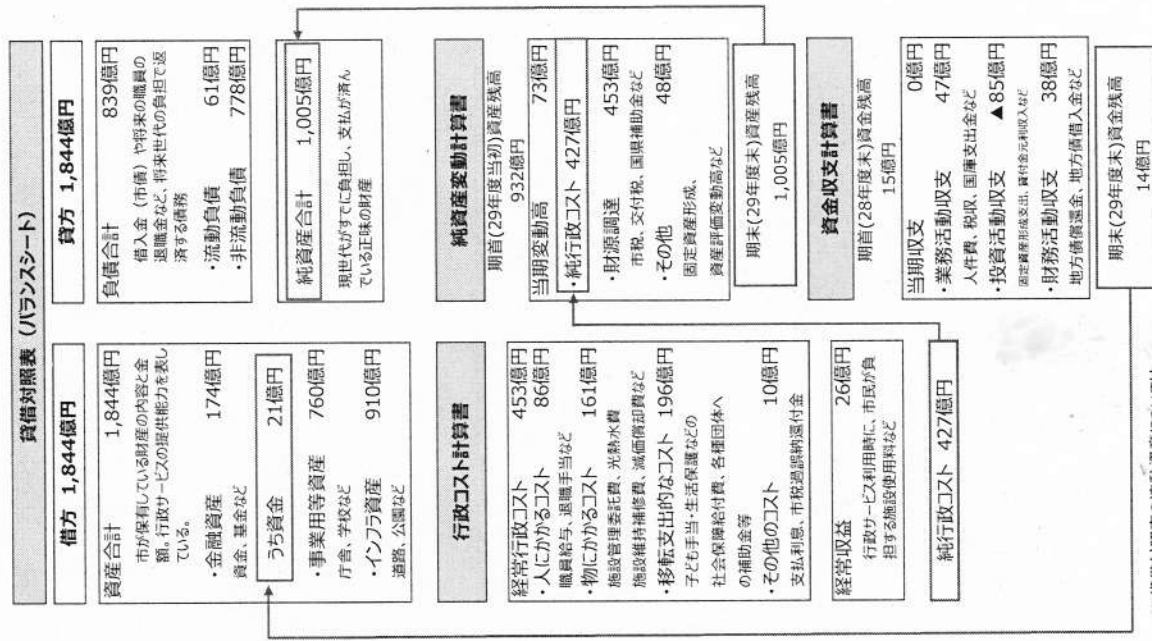 貸借対照表（バランスシート）
借方 1,844億円
資産合計 1,844億円
市が保有している財産の内容と金
額。行政サービスの提供能力を表し
ている。
・金融資産 174億円
資金、基金など
うち資金 21億円
・事業用等資産 760億円
庁舎、学校など
・インフラ資産 910億円
道路、公園など
貸方 1,844億円
負債合計 839億円
借入金（市債）や将来の職員の
退職金など、将来世代の負担で返
済する債務
・流動負債 61億円
・非流動負債 778億円
純資産合計 1,005億円
現世代がすでに負担し、支払が済ん
でいる正味の財産
行政コスト計算書
経常行政コスト 453億円
・人にかかるコスト 86億円
職員給与、退職手当など
・物にかかるコスト 161億円
施設管理委託費、光熱水費
施設維持補修費、減価償却費など
・移転支出的なコスト 196億円
子ども手当・生活保護などの
社会保障給付費、各種団体へ
の補助金等
・その他のコスト 10億円
支払利息、市税過誤納還付金
経常収益 26億円
行政サービス利用時に、市民が負
担する施設使用料など
純行政コスト 427億円
純資産変動計算書
期首(29年度当初)資産残高
932億円
当期変動高 73億円
・純行政コスト 427億円
・財源調達 453億円
市税、交付税、国県補助金など
・その他 48億円
固定資産形成、
資産評価変動高など
期末(29年度末)資産残高
1,005億円
資金収支計算書
期首(28年度末)資金残高
15億円
当期収支 0億円
・業務活動収支 47億円
人件費、税収、国庫支出金など
・投資活動収支 ▲85億円
固定資産形成支出、貸付金元利収入など
・財務活動収支 38億円
地方債償還金、地方債借入金など
期末(29年度末)資金残高
14億円